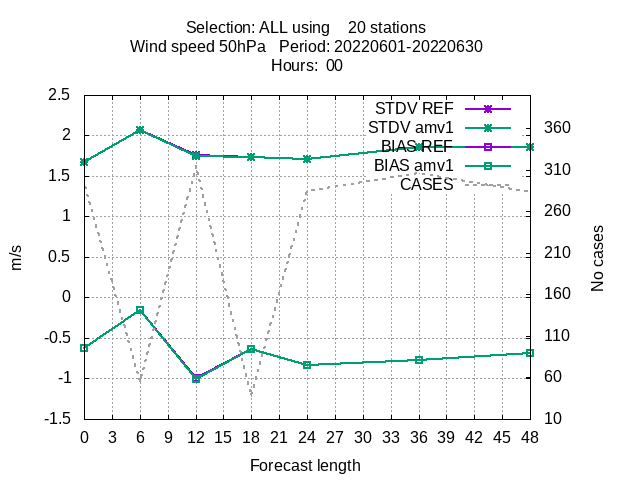 Selection: ALL using 20 stations
Wind speed 50hPa Period: 20220601-20220630
Hours: 00
STDV REF
STDV amv1
BIAS REF
BIAS amv1
CASES
2.5
2
1.5
1
0.5
0
-0.5
-1
-1.5
m/s
360
310
260
210
160
110
60
10
No cases
0 3 6 9 12 15 18 21 24 27 30 33 36 39 42 45 48
Forecast length